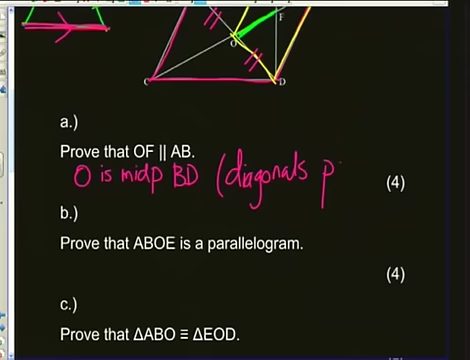 F
O
C
D
a.)
Prove that OF || AB.
O is midp BD (diagonals p
(4)
b.)
Prove that ABOE is a parallelogram.
(4)
c.)
Prove that ΔABO ≡ ΔEOD.